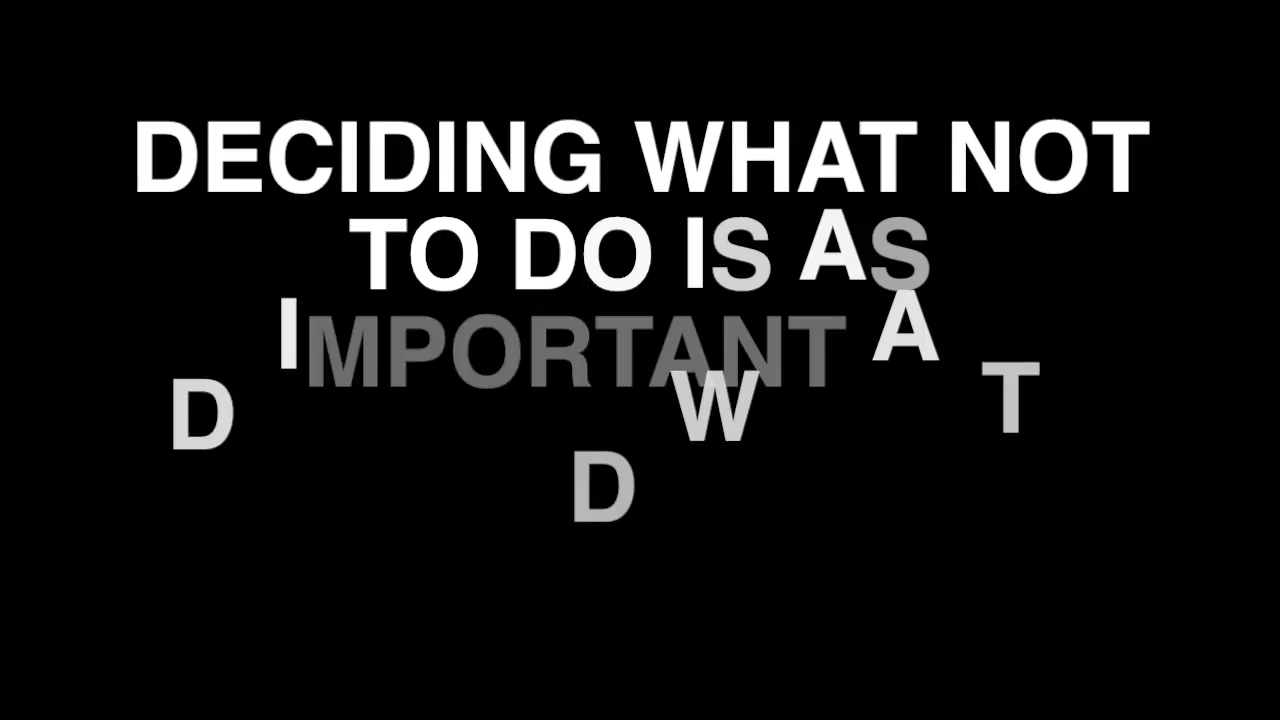 DECIDING WHAT NOT
TO DO IS AS
IMPORTANT A
D W T
D